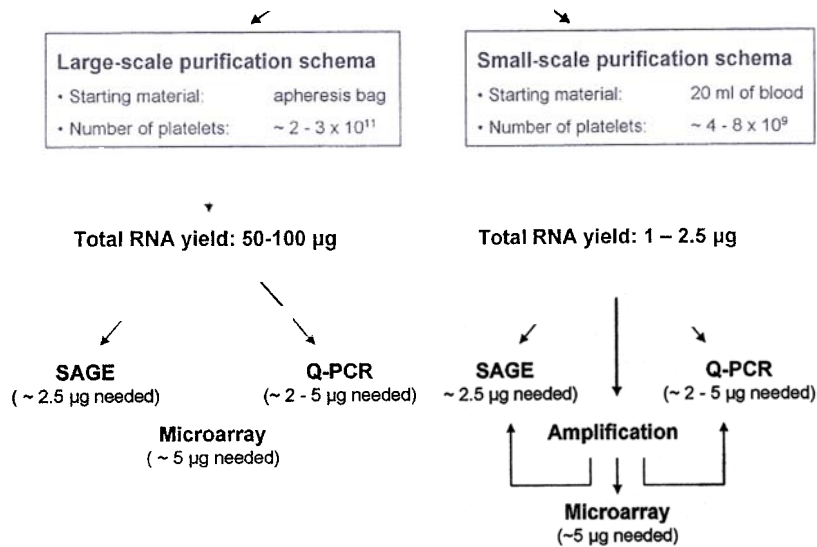 Large-scale purification schema
• Starting material: apheresis bag
• Number of platelets: ~ 2 - 3 x 10¹¹
Small-scale purification schema
• Starting material: 20 ml of blood
• Number of platelets: ~ 4 - 8 x 10⁹
Total RNA yield: 50-100 µg
Total RNA yield: 1 – 2.5 µg
SAGE
( ~ 2.5 µg needed)
Q-PCR
(~ 2 - 5 µg needed)
Microarray
( ~ 5 µg needed)
SAGE
~ 2.5 µg needed)
Q-PCR
(~ 2 - 5 µg needed)
Amplification
Microarray
(~5 µg needed)